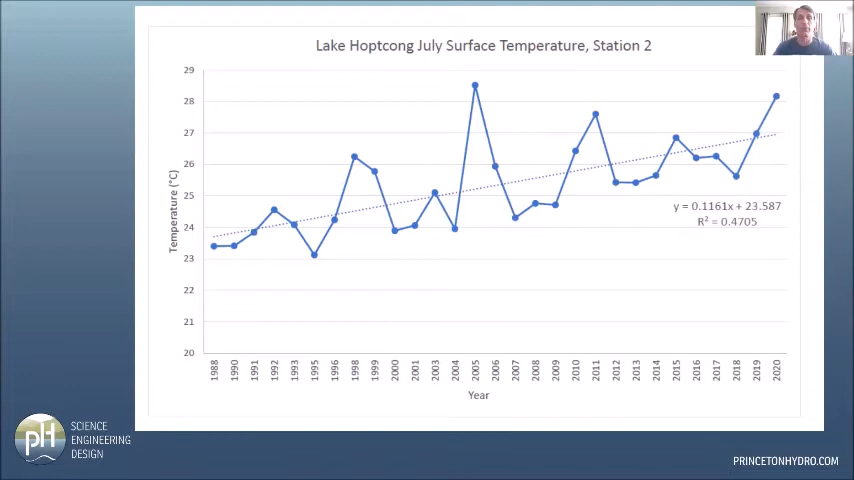 Lake Hoptcong July Surface Temperature, Station 2
29
28
27
26
25
24
23
22
21
20
Temperature (°C)
y = 0.1161x + 23.587
R² = 0.4705
1988 1990 1991 1992 1993 1995 1996 1998 1999 2000 2001 2003 2004 2005 2006 2007 2008 2009 2010 2011 2012 2013 2014 2015 2016 2017 2018 2019 2020
Year
pH
SCIENCE
ENGINEERING
DESIGN
PRINCETONHYDRO.COM